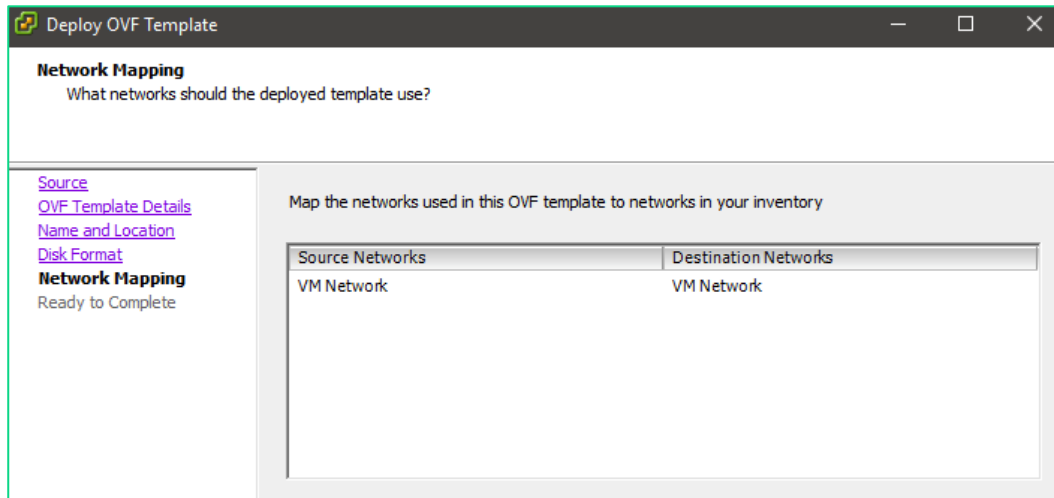 Deploy OVF Template
Network Mapping
What networks should the deployed template use?
Source
OVF Template Details
Name and Location
Disk Format
Network Mapping
Ready to Complete
Map the networks used in this OVF template to networks in your inventory
Source Networks Destination Networks
VM Network VM Network